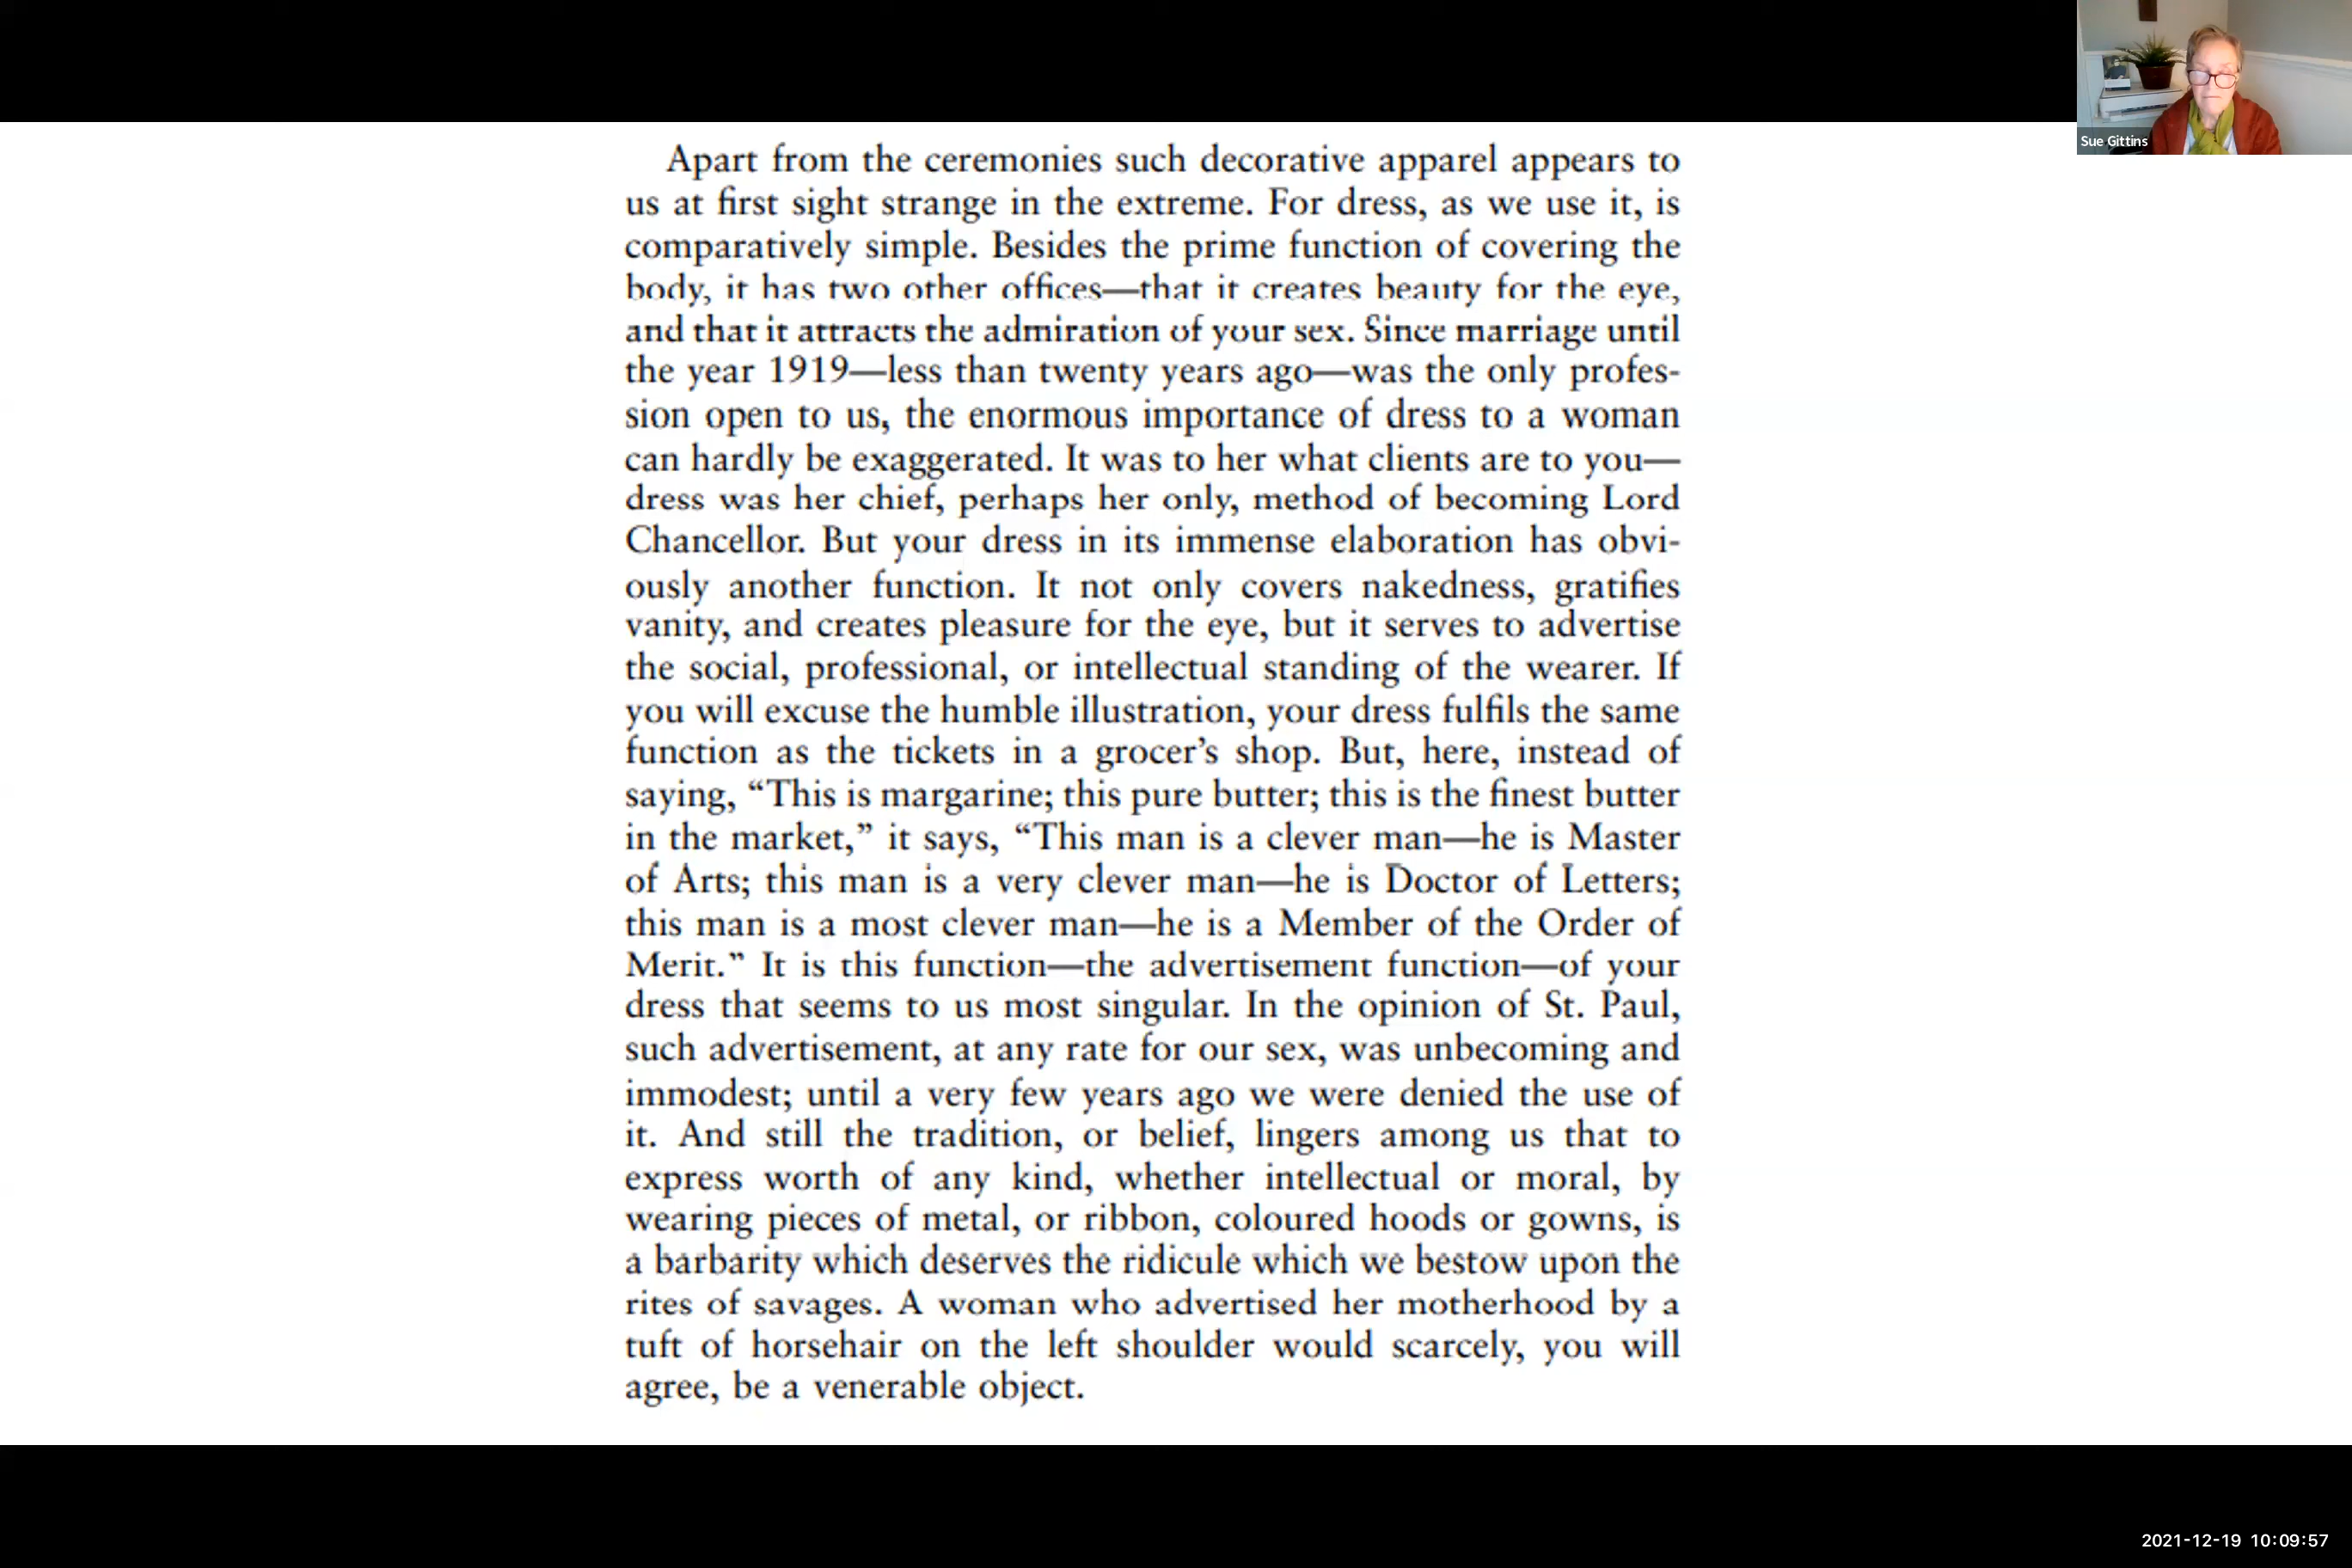 Sue Gittins
Apart from the ceremonies such decorative apparel appears to
us at first sight strange in the extreme. For dress, as we use it, is
comparatively simple. Besides the prime function of covering the
body, it has two other offices—that it creates beauty for the eye,
and that it attracts the admiration of your sex. Since marriage until
the year 1919—less than twenty years ago—was the only profes-
sion open to us, the enormous importance of dress to a woman
can hardly be exaggerated. It was to her what clients are to you—
dress was her chief, perhaps her only, method of becoming Lord
Chancellor. But your dress in its immense elaboration has obvi-
ously another function. It not only covers nakedness, gratifies
vanity, and creates pleasure for the eye, but it serves to advertise
the social, professional, or intellectual standing of the wearer. If
you will excuse the humble illustration, your dress fulfils the same
function as the tickets in a grocer’s shop. But, here, instead of
saying, “This is margarine; this pure butter; this is the finest butter
in the market,” it says, “This man is a clever man—he is Master
of Arts; this man is a very clever man—he is Doctor of Letters;
this man is a most clever man—he is a Member of the Order of
Merit.” It is this function—the advertisement function—of your
dress that seems to us most singular. In the opinion of St. Paul,
such advertisement, at any rate for our sex, was unbecoming and
immodest; until a very few years ago we were denied the use of
it. And still the tradition, or belief, lingers among us that to
express worth of any kind, whether intellectual or moral, by
wearing pieces of metal, or ribbon, coloured hoods or gowns, is
a barbarity which deserves the ridicule which we bestow upon the
rites of savages. A woman who advertised her motherhood by a
tuft of horsehair on the left shoulder would scarcely, you will
agree, be a venerable object.
2021-12-19 10:09:57